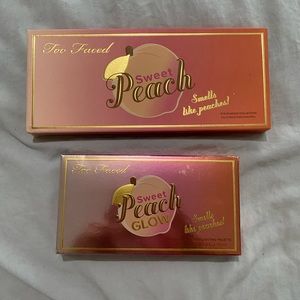 Too Faced
Sweet
Peach
Smells
like peaches!
Too Faced
Sweet
Peach
GLOW
Smells
like peaches!